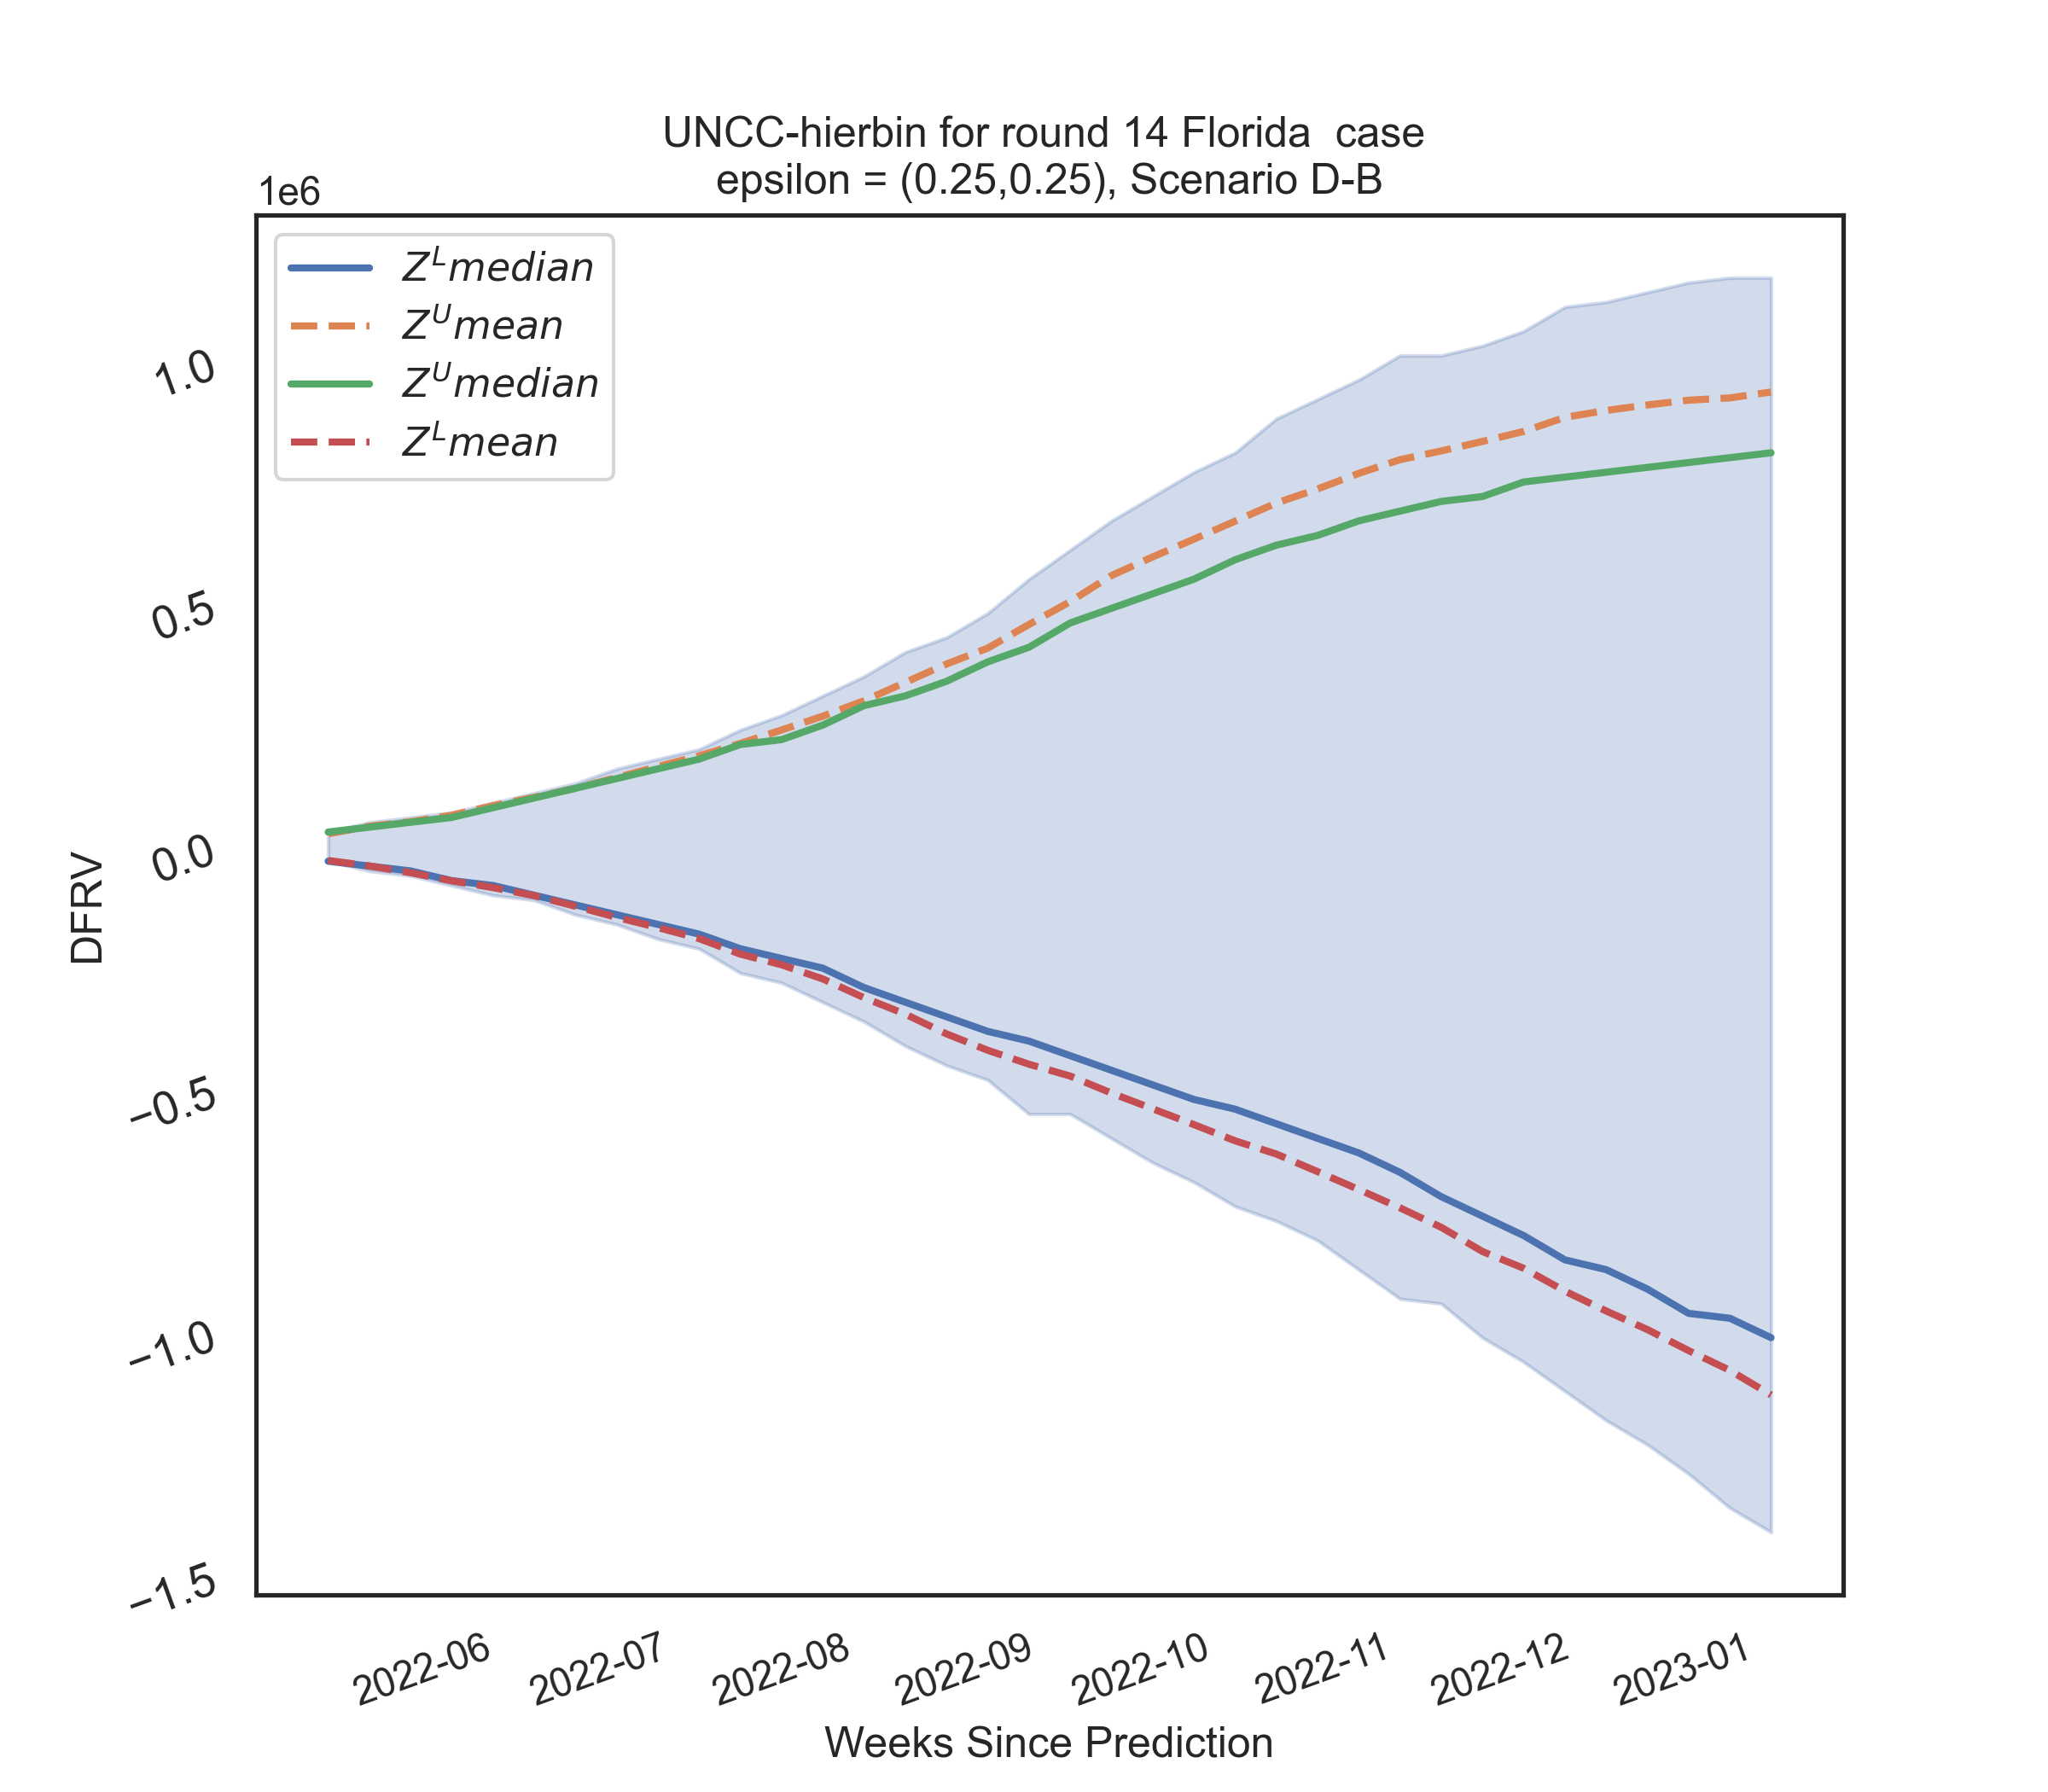 UNCC-hierbin for round 14 Florida  case
epsilon = (0.25,0.25), Scenario D-B
1e6
Z^L median
Z^U mean
Z^U median
Z^L mean
1.0
0.5
0.0
−0.5
−1.0
−1.5
DFRV
2022-06
2022-07
2022-08
2022-09
2022-10
2022-11
2022-12
2023-01
Weeks Since Prediction